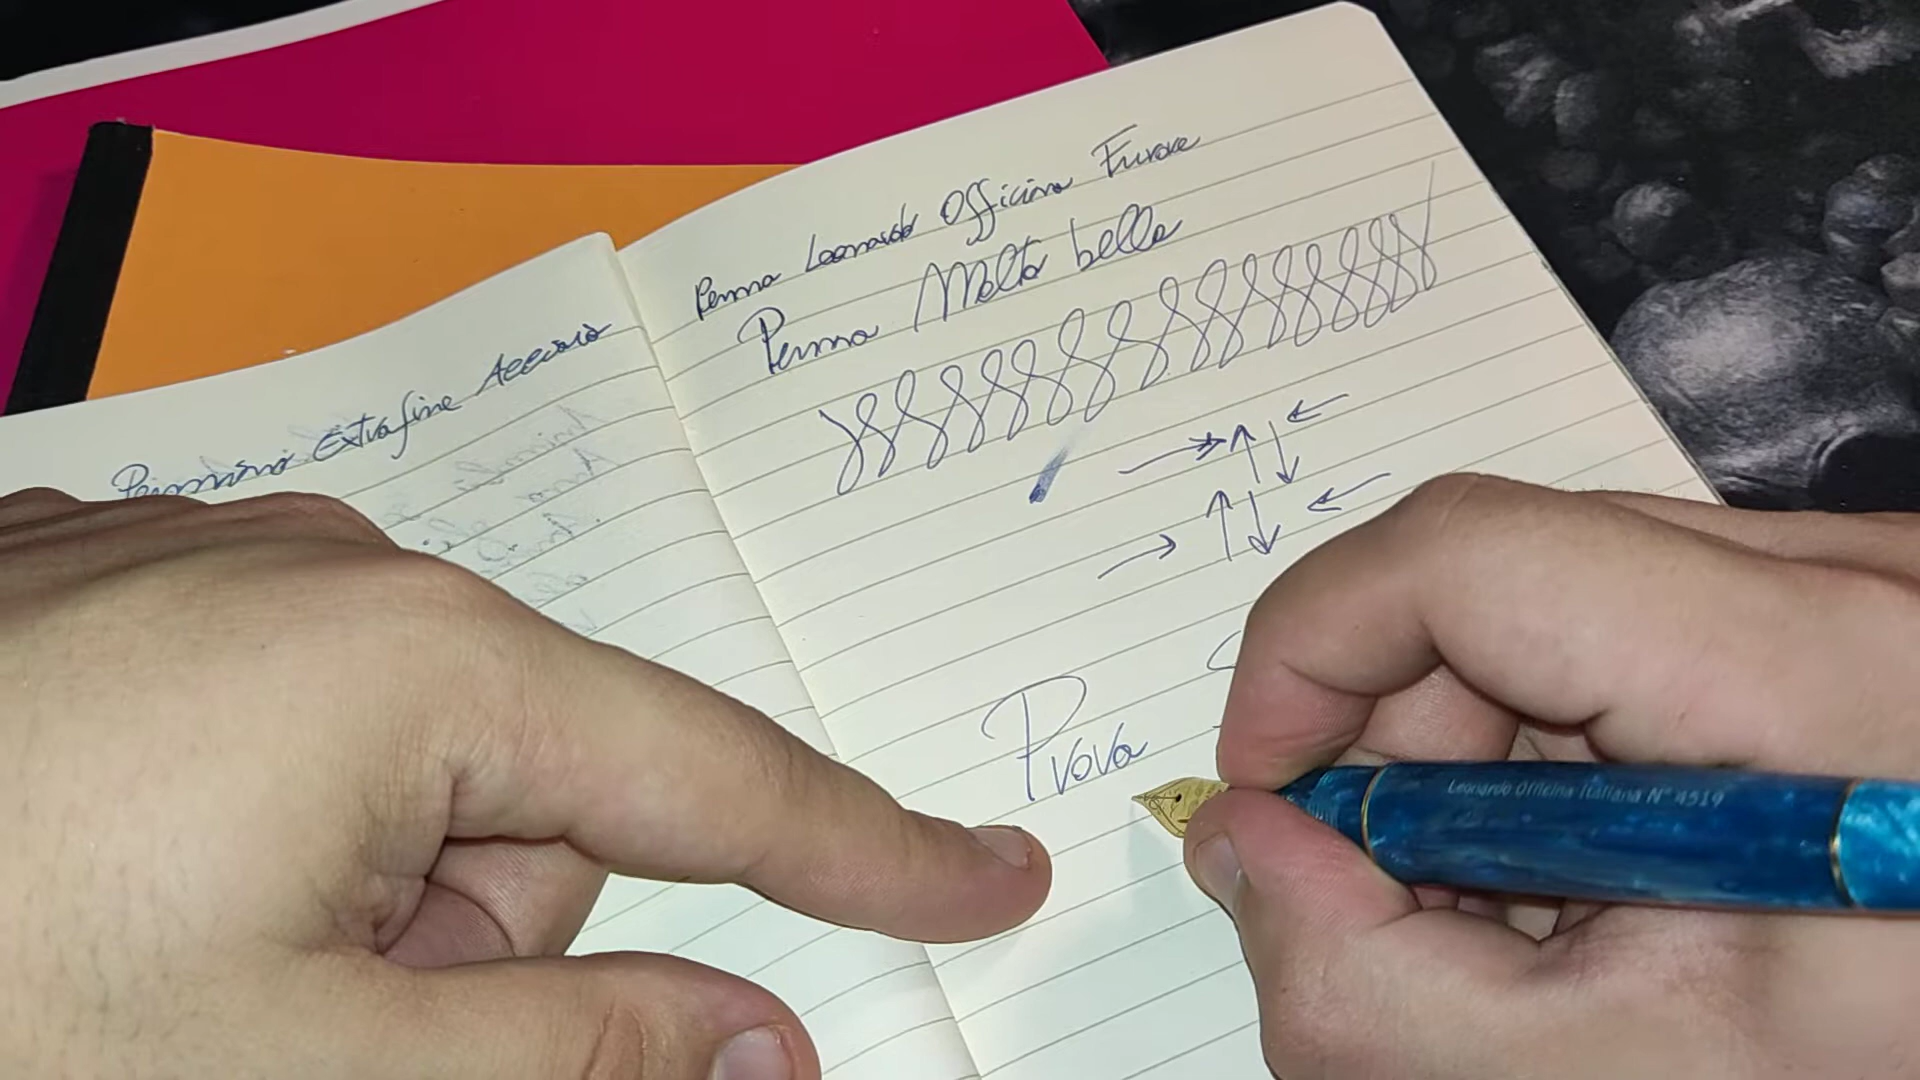 Pennino Extrafine Acciaio
Penna Leonardo Officina Furore
Penna Molto bella
Prova
Leonardo Officina Italiana N° 4519